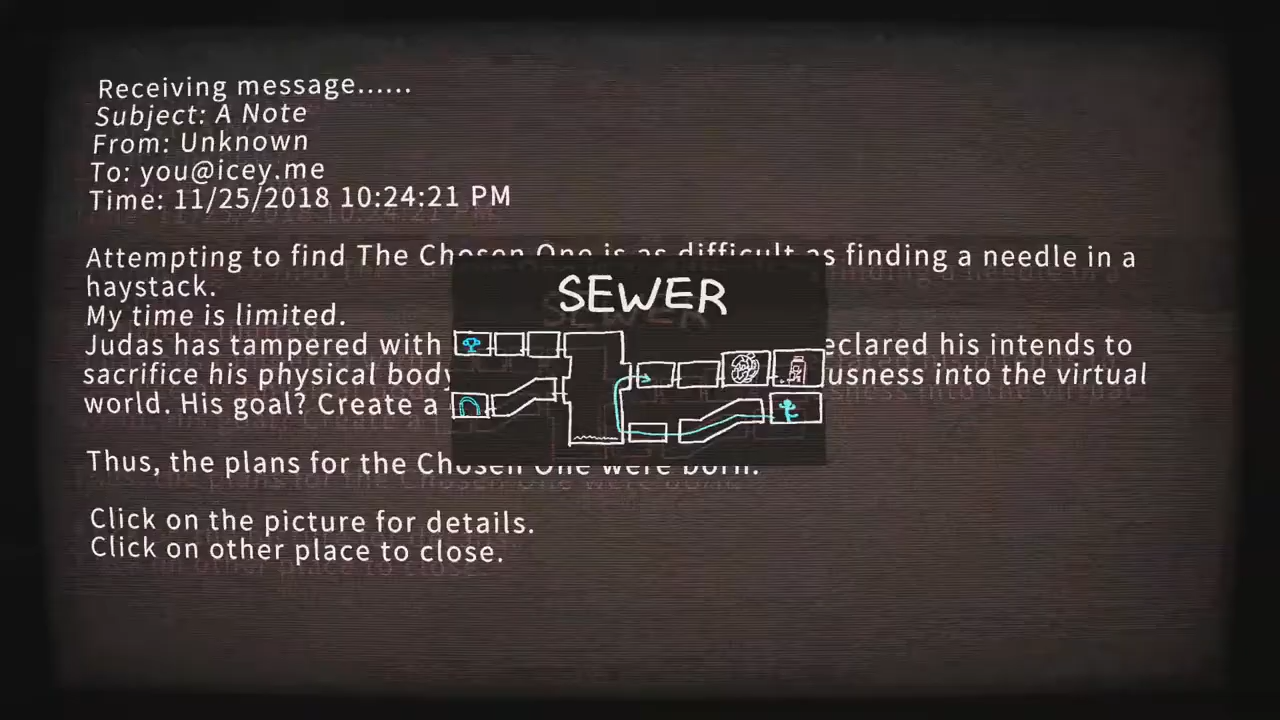 Receiving message......
Subject: A Note
From: Unknown
To: you@icey.me
Time: 11/25/2018 10:24:21 PM
Attempting to find The Chosen One is as difficult as finding a needle in a
haystack.
My time is limited.
Judas has tampered with eclared his intends to
sacrifice his physical body usness into the virtual
world. His goal? Create a
Thus, the plans for the Chosen One were born.
Click on the picture for details.
Click on other place to close.
SEWER